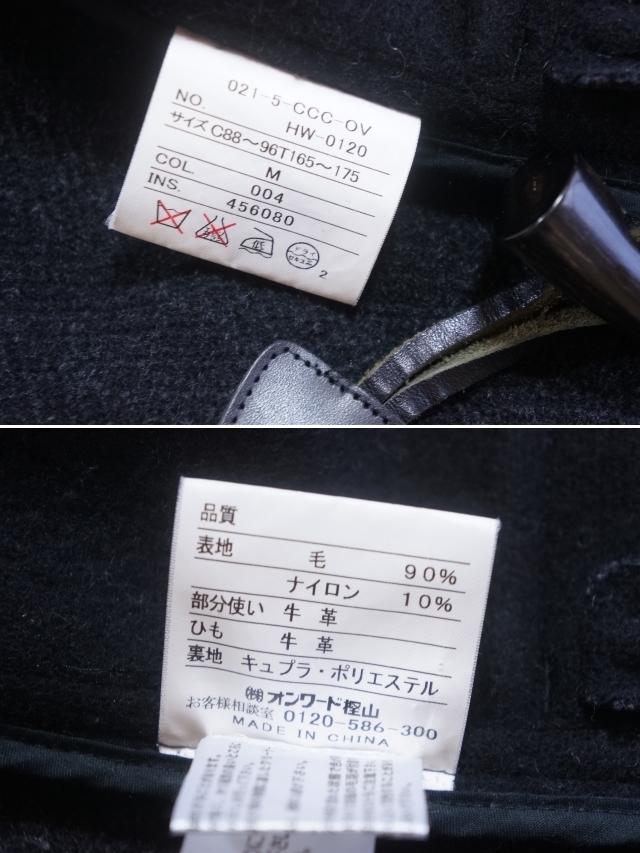 021-5-CCC-OV
NO. HW-0120
サイズ C88～96T165～175
M
COL. 004
INS. 456080
低
ドライ
セキユ系
2
品質
表地 毛 90%
ナイロン 10%
部分使い 牛 革
ひも 牛 革
裏地 キュプラ・ポリエステル
㈱オンワード樫山
お客様相談室 0120-586-300
MADE IN CHINA